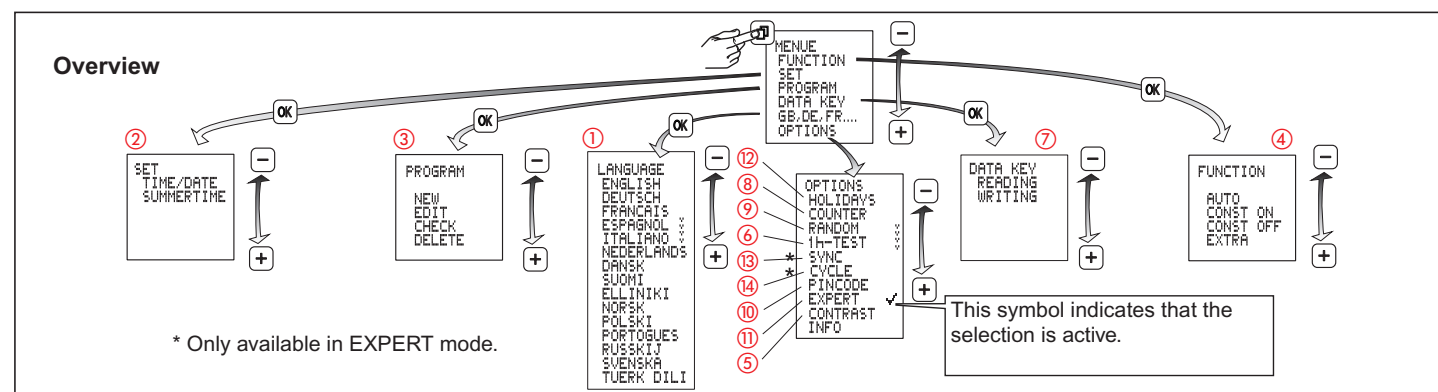 Overview
MENUE
FUNCTION
SET
PROGRAM
DATA KEY
GB,DE,FR....
OPTIONS
−
+
OK
OK
OK
OK
OK
②
SET
TIME/DATE
SUMMERTIME
−
+
③
PROGRAM
NEW
EDIT
CHECK
DELETE
−
+
①
LANGUAGE
ENGLISH
DEUTSCH
FRANCAIS
ESPAGNOL
ITALIANO
NEDERLANDS
DANSK
SUOMI
ELLINIKI
NORSK
POLSKI
PORTOGUES
RUSSKIJ
SVENSKA
TUERK DILI
−
+
OPTIONS
⑫ HOLIDAYS
⑧ COUNTER
⑨ RANDOM
⑥ 1h-TEST
⑬ * SYNC
⑭ * CYCLE
⑩ PINCODE
⑪ EXPERT ✓
⑤ CONTRAST
INFO
−
+
This symbol indicates that the
selection is active.
⑦
DATA KEY
READING
WRITING
−
+
④
FUNCTION
AUTO
CONST ON
CONST OFF
EXTRA
−
+
* Only available in EXPERT mode.